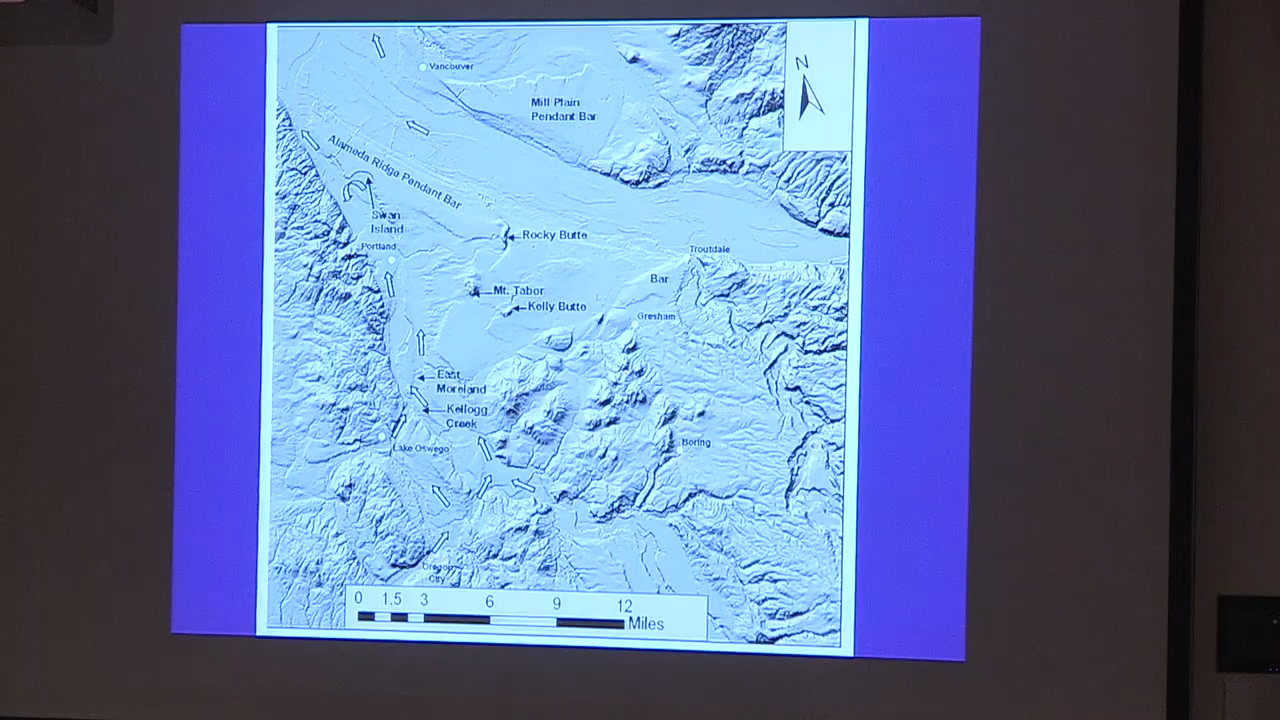 N
Vancouver
Mill Plain
Pendant Bar
Alameda Ridge Pendant Bar
Swan
Island
Rocky Butte
Portland
Troutdale
Bar
Mt. Tabor
Kelly Butte
Gresham
East
Moreland
Kellogg
Creek
Boring
Lake Oswego
Oregon
City
0 1.5 3 6 9 12
Miles